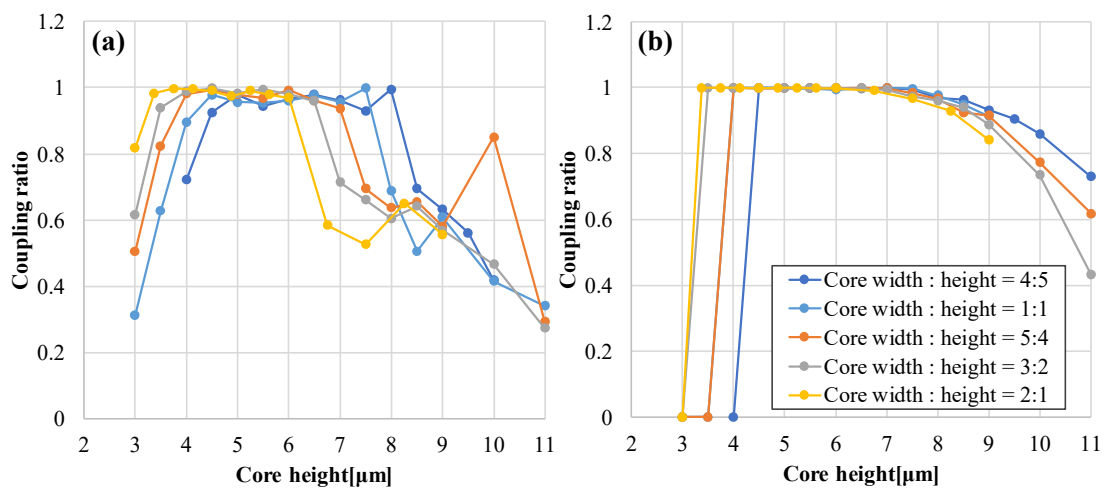 (a)
Coupling ratio
1.2
1
0.8
0.6
0.4
0.2
0
2 3 4 5 6 7 8 9 10 11
Core height[μm]
(b)
Coupling ratio
1.2
1
0.8
0.6
0.4
0.2
0
2 3 4 5 6 7 8 9 10 11
Core height[μm]
Core width : height = 4:5
Core width : height = 1:1
Core width : height = 5:4
Core width : height = 3:2
Core width : height = 2:1